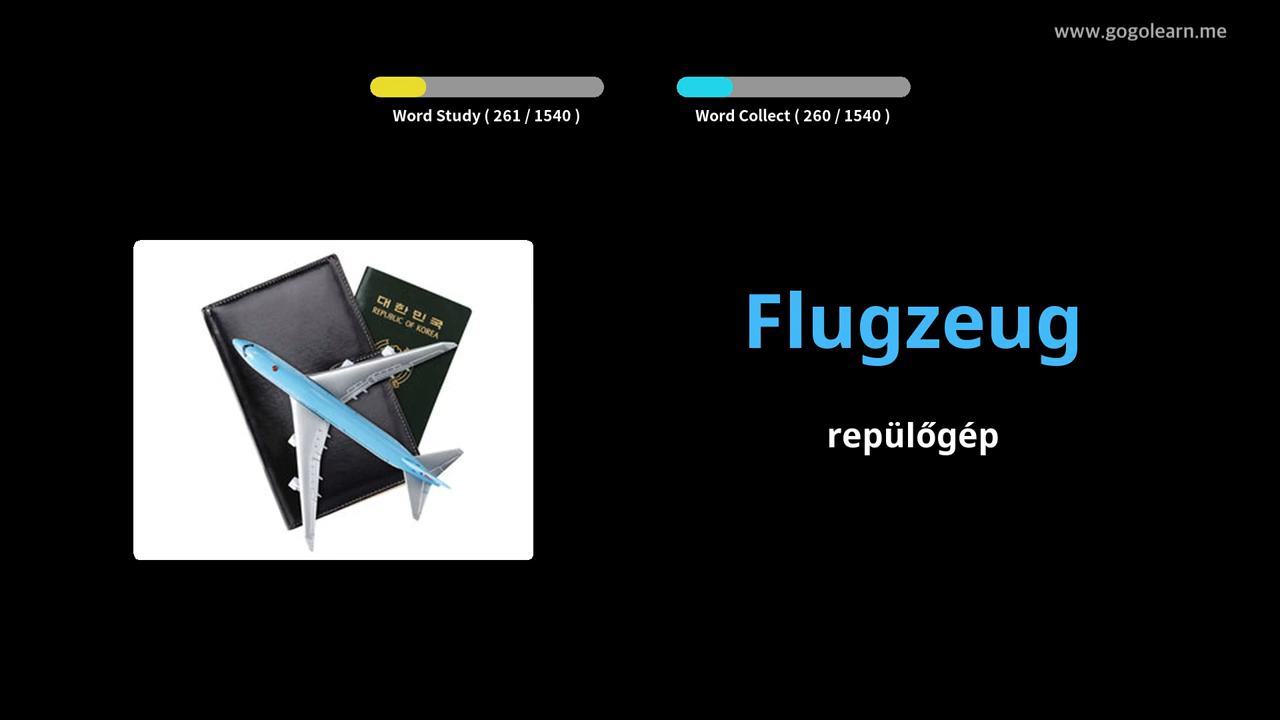 www.gogolearn.me
Word Study ( 261 / 1540 )
Word Collect ( 260 / 1540 )
대한민국
REPUBLIC OF KOREA
Flugzeug
repülőgép